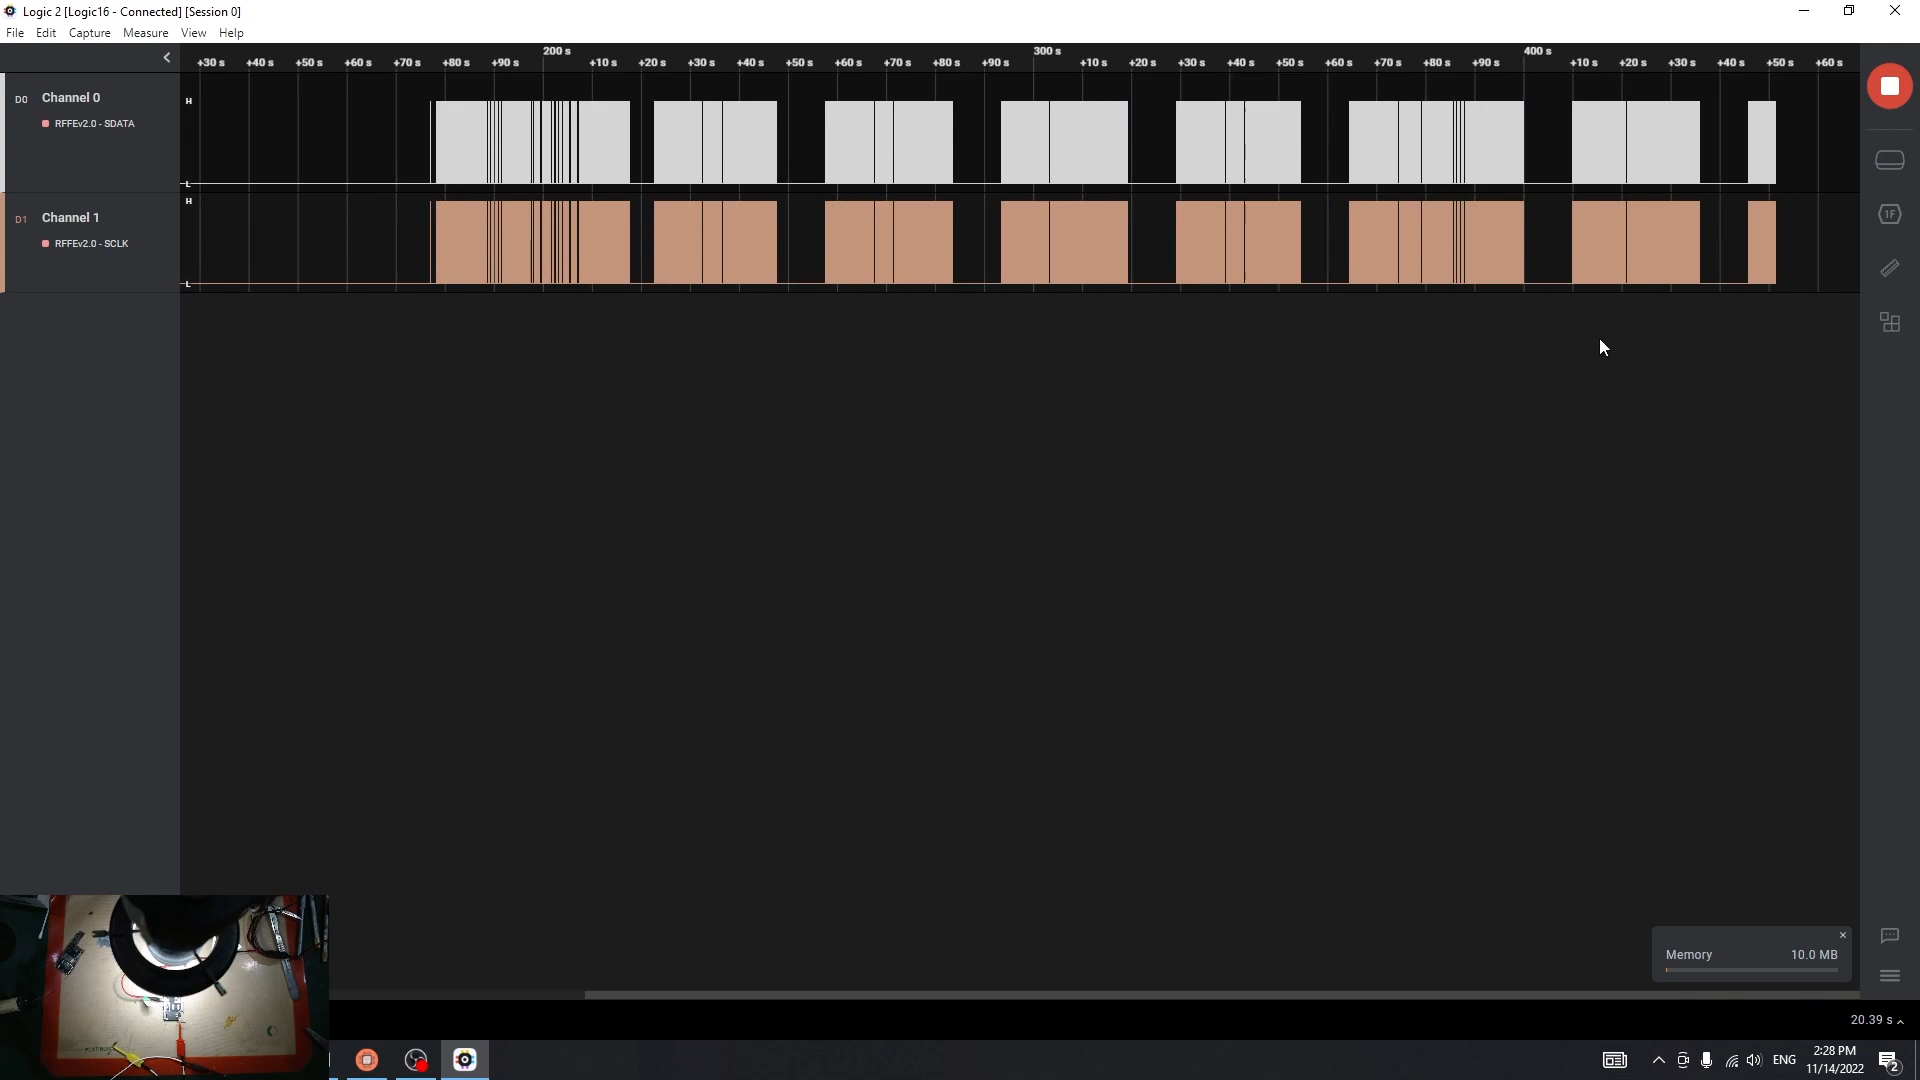 Logic 2 [Logic16 - Connected] [Session 0]
File Edit Capture Measure View Help
200 s 300 s 400 s
+30 s +40 s +50 s +60 s +70 s +80 s +90 s +10 s +20 s +30 s +40 s +50 s +60 s +70 s +80 s +90 s +10 s +20 s +30 s +40 s +50 s +60 s +70 s +80 s +90 s +10 s +20 s +30 s +40 s +50 s +60 s
D0 Channel 0 H
RFFEv2.0 - SDATA
L
D1 Channel 1 H
RFFEv2.0 - SCLK
L
1F
Memory 10.0 MB
20.39 s
ENG
2:28 PM
11/14/2022
2